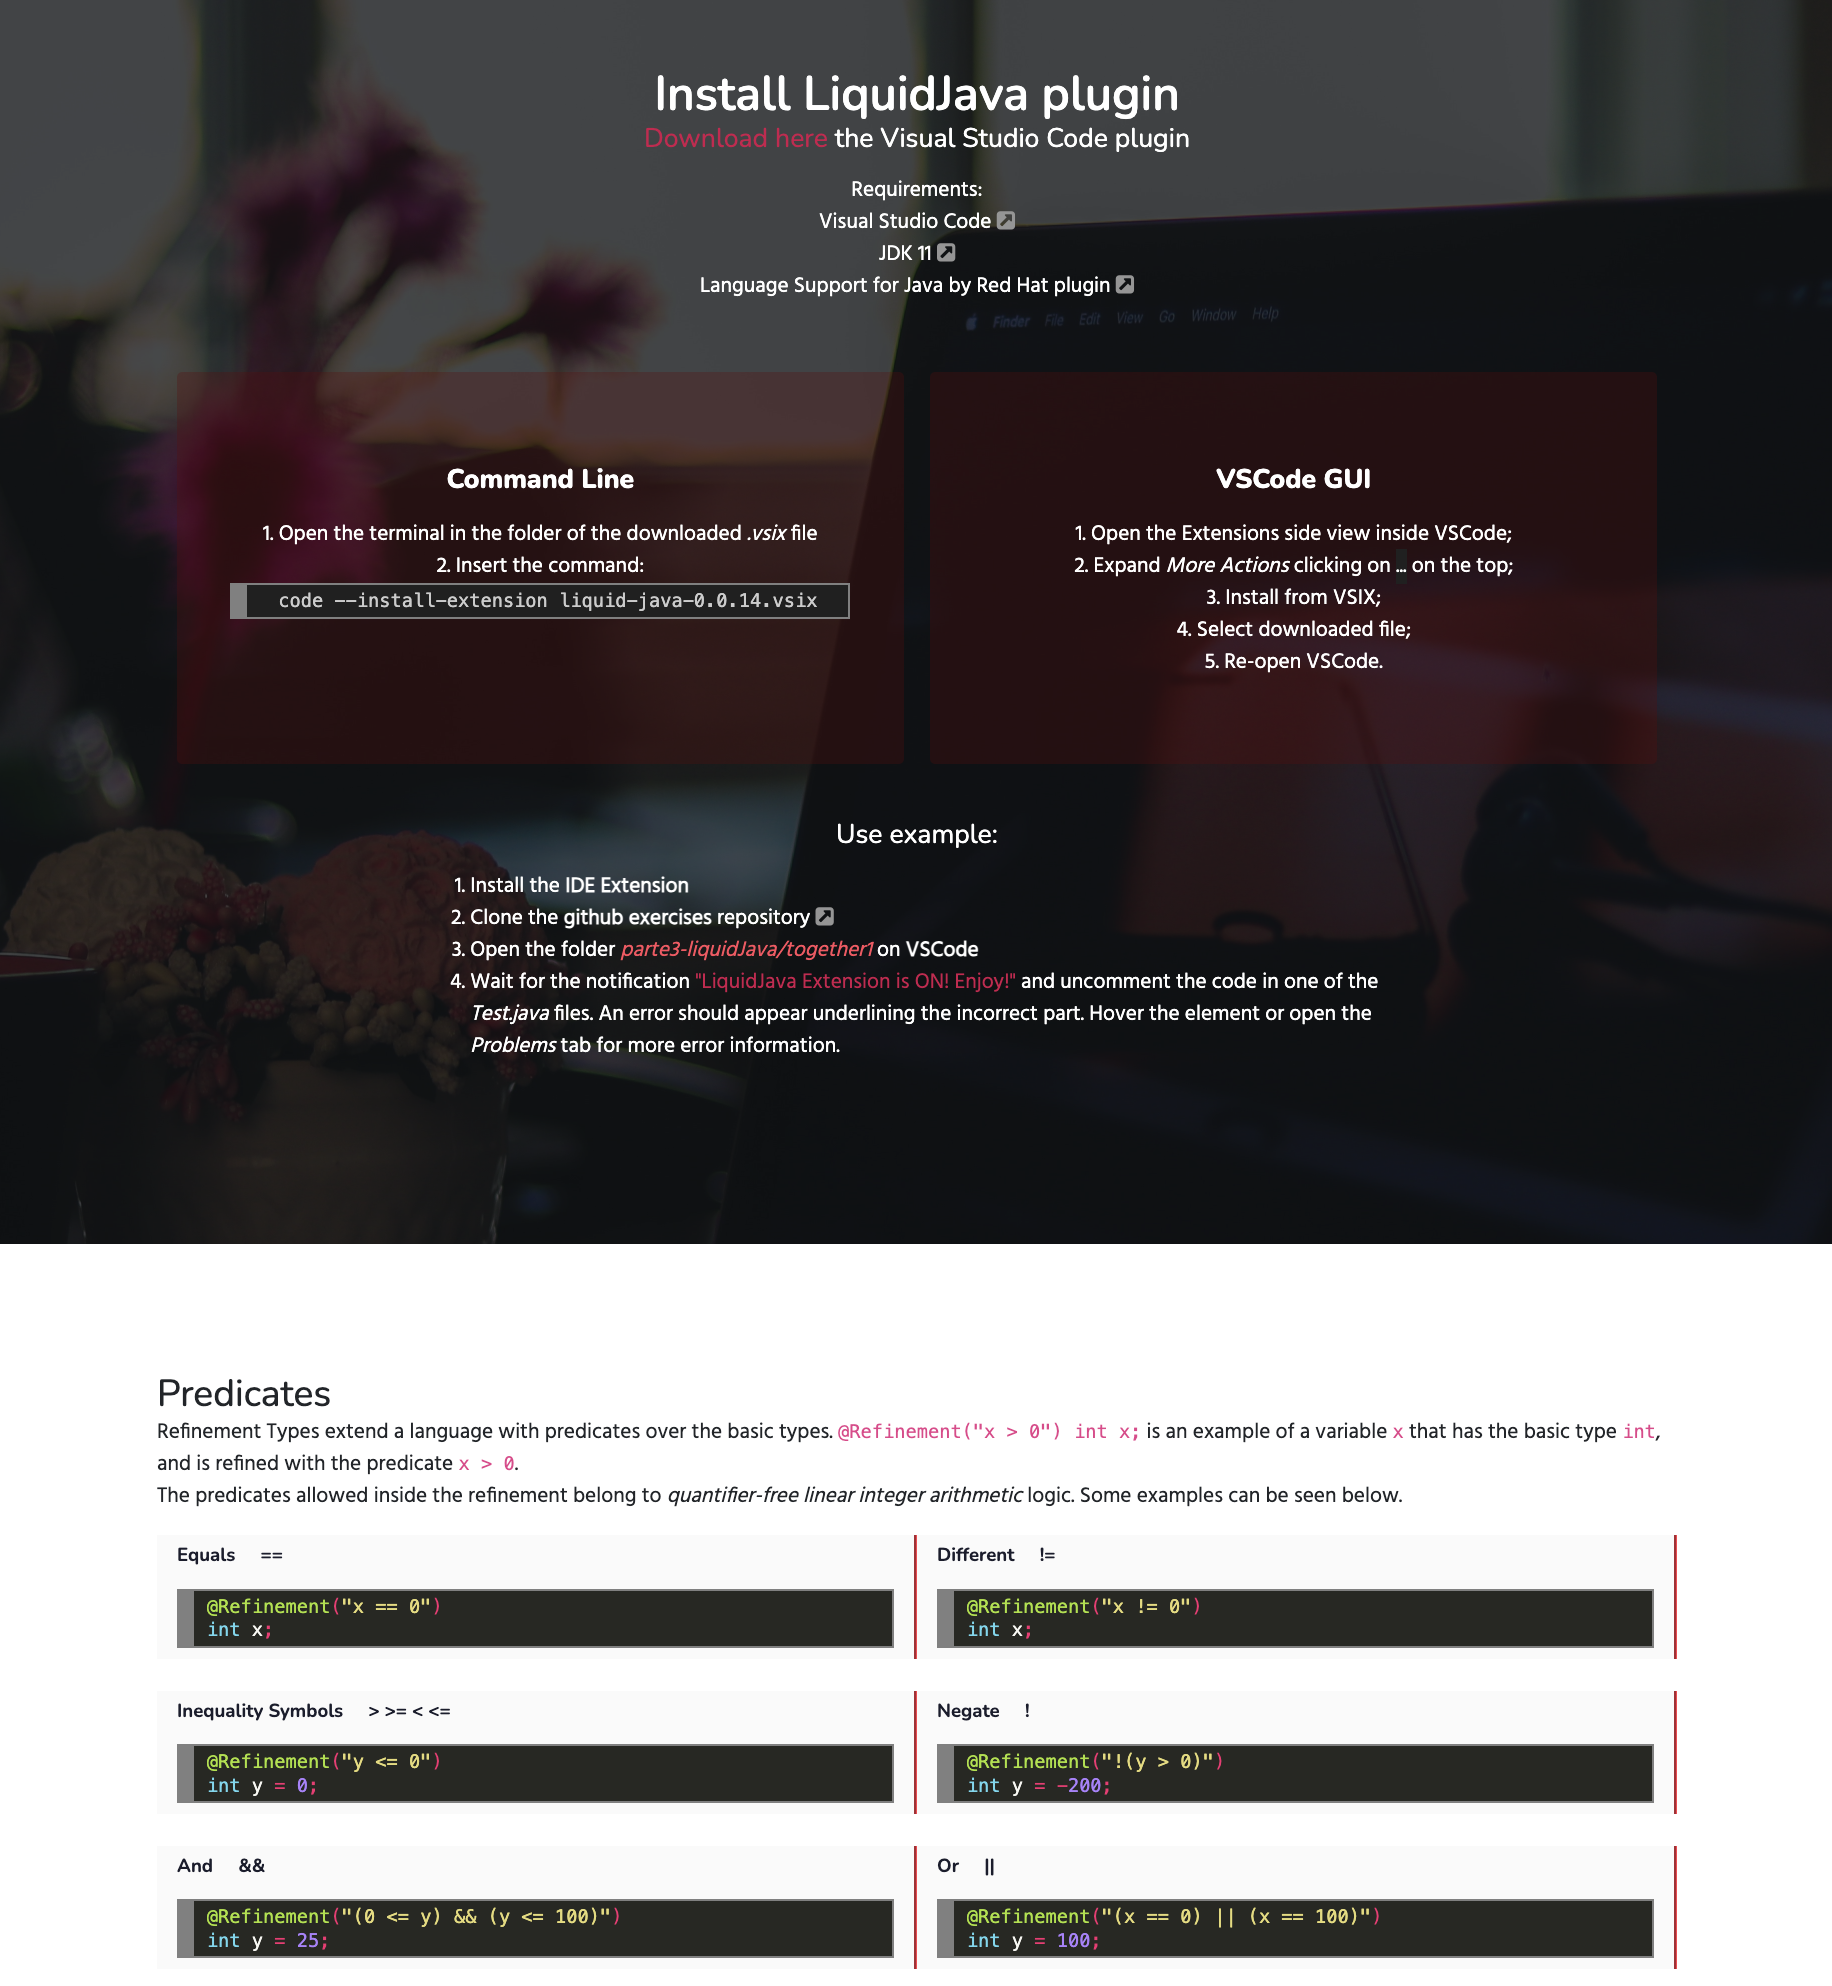 Install LiquidJava plugin
Download here the Visual Studio Code plugin
Requirements:
Visual Studio Code
JDK 11
Language Support for Java by Red Hat plugin
Finder File Edit View Go Window Help
Command Line
1. Open the terminal in the folder of the downloaded .vsix file
2. Insert the command:
code --install-extension liquid-java-0.0.14.vsix
VSCode GUI
1. Open the Extensions side view inside VSCode;
2. Expand More Actions clicking on ... on the top;
3. Install from VSIX;
4. Select downloaded file;
5. Re-open VSCode.
Use example:
1. Install the IDE Extension
2. Clone the github exercises repository
3. Open the folder parte3-liquidJava/together1 on VSCode
4. Wait for the notification "LiquidJava Extension is ON! Enjoy!" and uncomment the code in one of the
Test.java files. An error should appear underlining the incorrect part. Hover the element or open the
Problems tab for more error information.
Predicates
Refinement Types extend a language with predicates over the basic types. @Refinement("x > 0") int x; is an example of a variable x that has the basic type int,
and is refined with the predicate x > 0.
The predicates allowed inside the refinement belong to quantifier-free linear integer arithmetic logic. Some examples can be seen below.
Equals ==
@Refinement("x == 0")
int x;
Different !=
@Refinement("x != 0")
int x;
Inequality Symbols > >= < <=
@Refinement("y <= 0")
int y = 0;
Negate !
@Refinement("!(y > 0)")
int y = -200;
And &&
@Refinement("(0 <= y) && (y <= 100)")
int y = 25;
Or ||
@Refinement("(x == 0) || (x == 100)")
int y = 100;